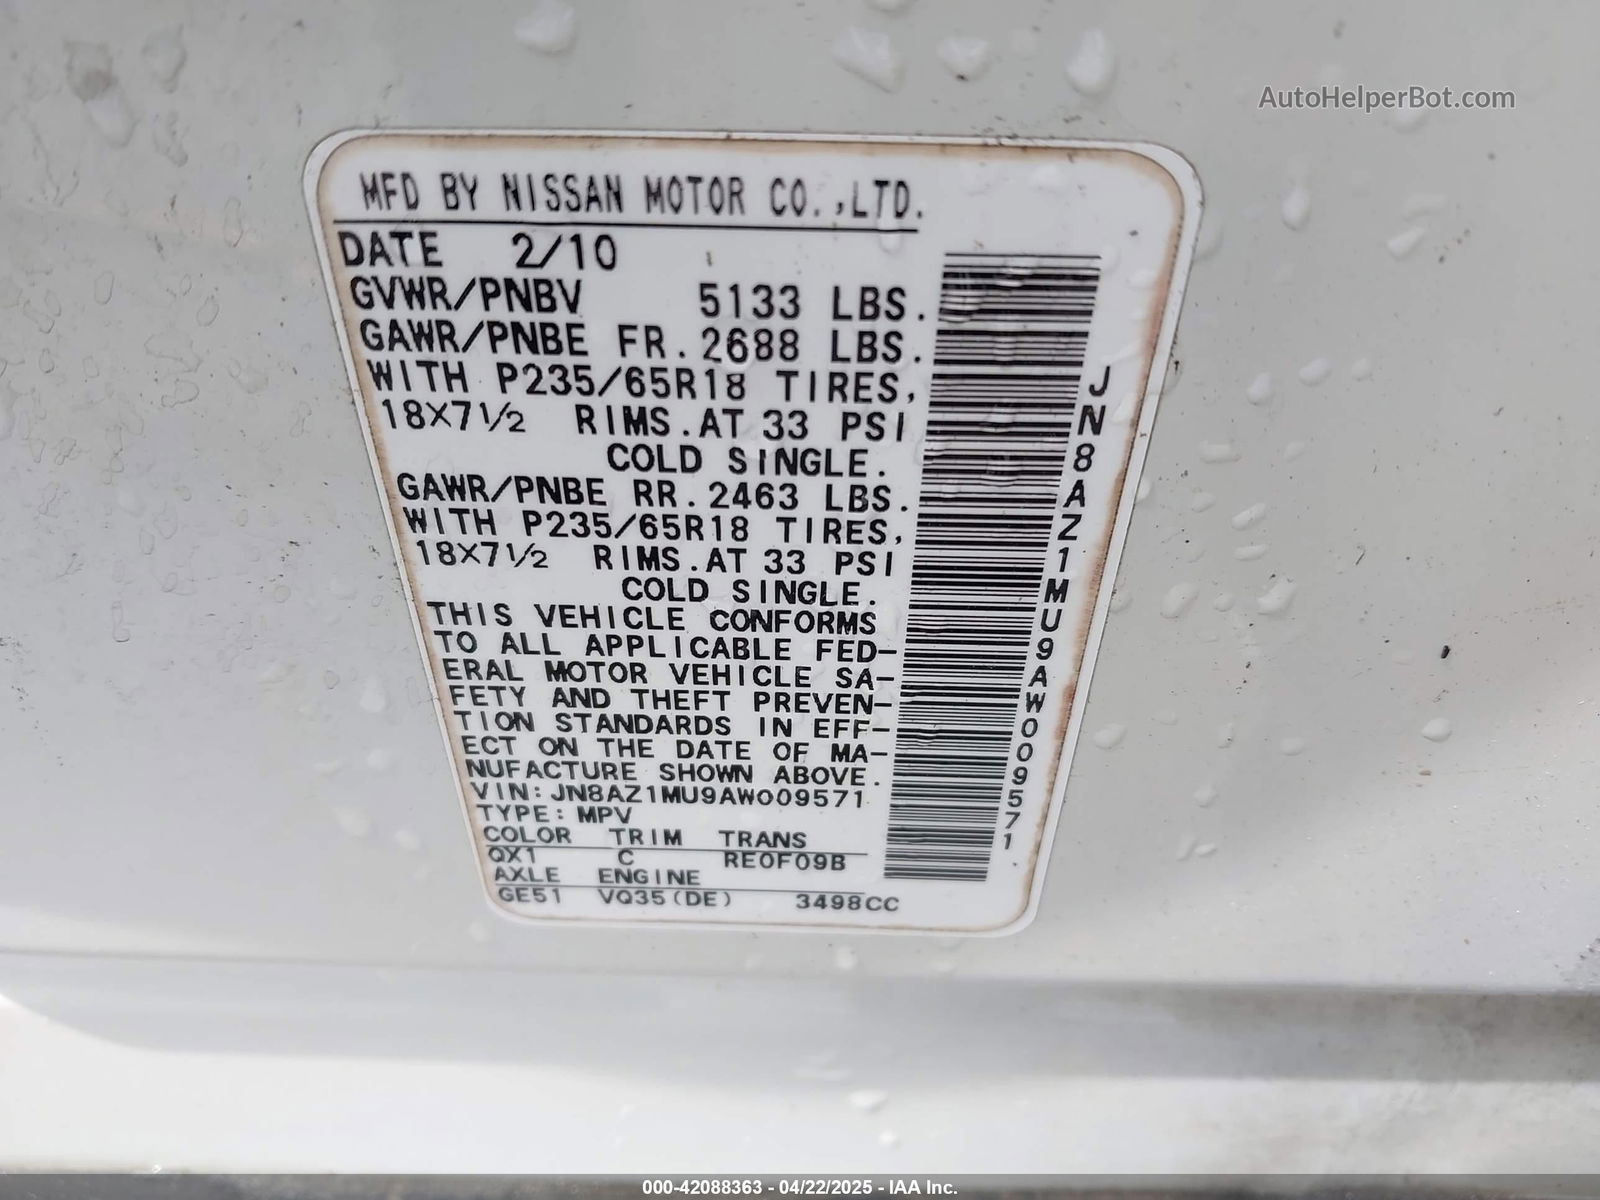 AutoHelperBot.com
MFD BY NISSAN MOTOR CO.,LTD.
DATE 2/10
GVWR/PNBV 5133 LBS.
GAWR/PNBE FR.2688 LBS.
WITH P235/65R18 TIRES,
18X7½ RIMS.AT 33 PSI
COLD SINGLE.
GAWR/PNBE RR.2463 LBS.
WITH P235/65R18 TIRES,
18X7½ RIMS.AT 33 PSI
COLD SINGLE.
THIS VEHICLE CONFORMS
TO ALL APPLICABLE FED-
ERAL MOTOR VEHICLE SA-
FETY AND THEFT PREVEN-
TION STANDARDS IN EFF-
ECT ON THE DATE OF MA-
NUFACTURE SHOWN ABOVE.
VIN:JN8AZ1MU9AW009571
TYPE:MPV
COLOR TRIM TRANS
QX1 C RE0F09B
AXLE ENGINE
GE51 VQ35(DE) 3498CC
JN8AZ1MU9AW009571
000-42088363 - 04/22/2025 - IAA Inc.